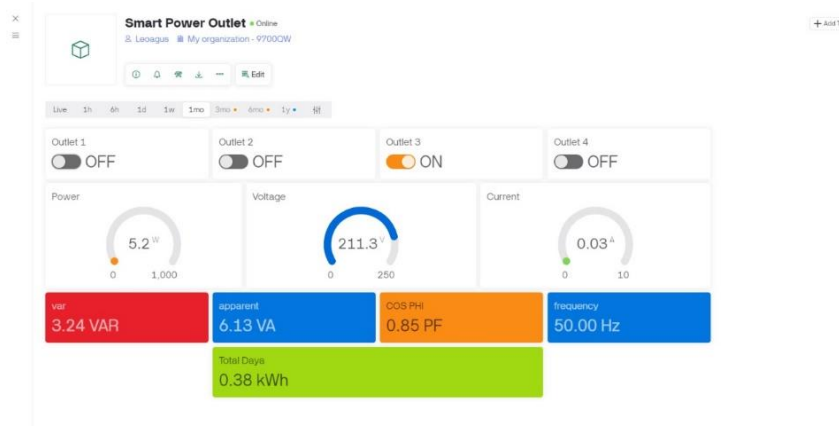 Smart Power Outlet • Online
Leoagus My organization - 9700QW
Edit
Live 1h 6h 1d 1w 1mo 3mo • 6mo • 1y •
Outlet 1
OFF
Outlet 2
OFF
Outlet 3
ON
Outlet 4
OFF
Power
5.2 W
0 1,000
Voltage
211.3 V
0 250
Current
0.03 A
0 10
var
3.24 VAR
apparent
6.13 VA
COS PHI
0.85 PF
frequency
50.00 Hz
Total Daya
0.38 kWh
+ Add T